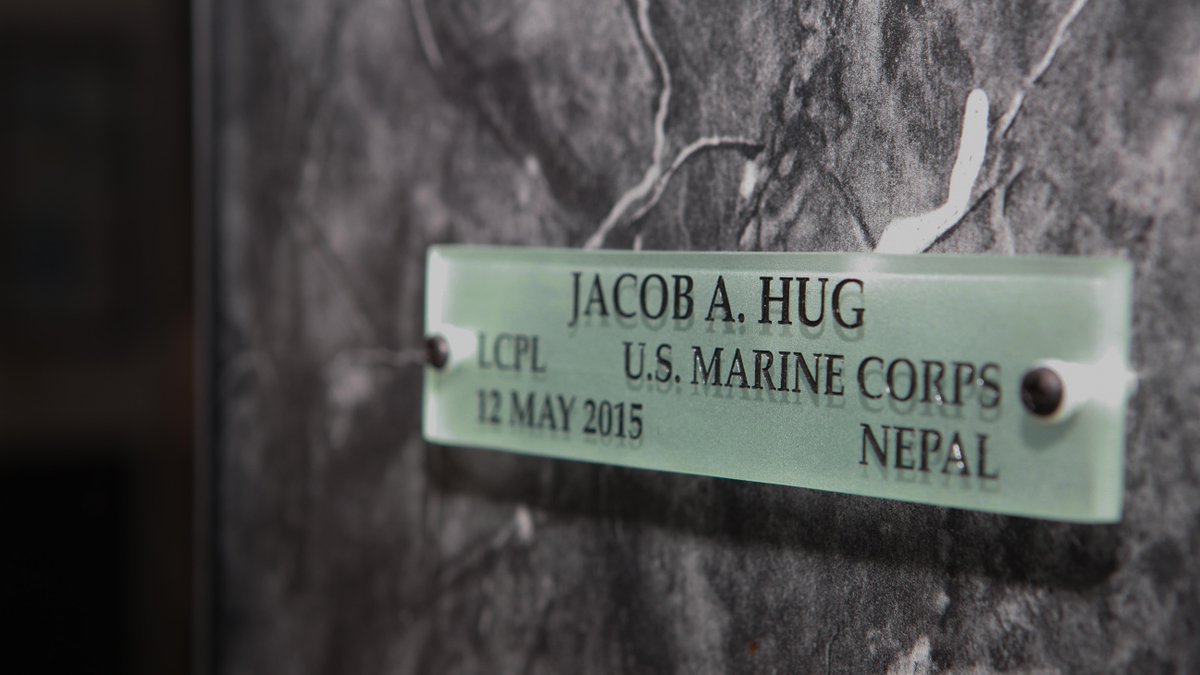 JACOB A. HUG
LCPL U.S. MARINE CORPS
12 MAY 2015 NEPAL